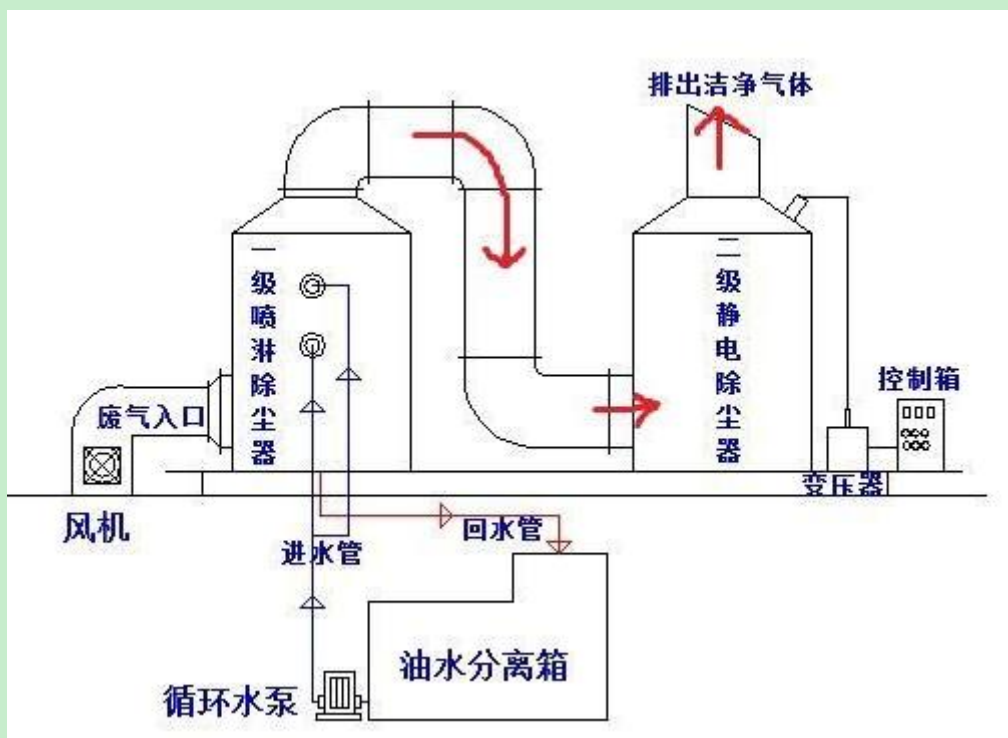 排出洁净气体
一级喷淋除尘器
二级静电除尘器
控制箱
废气入口
变压器
风机
进水管
回水管
油水分离箱
循环水泵